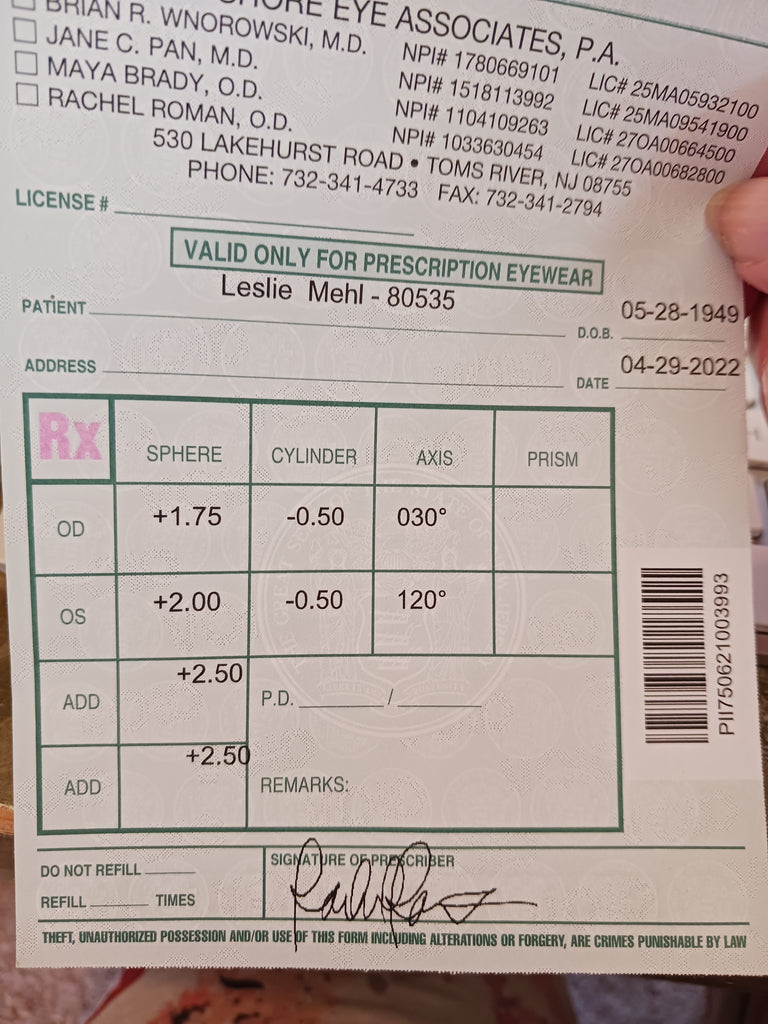 SHORE EYE ASSOCIATES, P.A.
BRIAN R. WNOROWSKI, M.D. NPI# 1780669101 LIC# 25MA05932100
JANE C. PAN, M.D. NPI# 1518113992 LIC# 25MA09541900
MAYA BRADY, O.D. NPI# 1104109263 LIC# 27OA00664500
RACHEL ROMAN, O.D. NPI# 1033630454 LIC# 27OA00682800
530 LAKEHURST ROAD • TOMS RIVER, NJ 08755
PHONE: 732-341-4733 FAX: 732-341-2794
LICENSE #
VALID ONLY FOR PRESCRIPTION EYEWEAR
PATIENT Leslie Mehl - 80535 D.O.B. 05-28-1949
ADDRESS DATE 04-29-2022
Rx SPHERE CYLINDER AXIS PRISM
OD +1.75 -0.50 030°
OS +2.00 -0.50 120°
ADD +2.50 P.D. /
ADD +2.50 REMARKS:
PII750621003993
DO NOT REFILL
REFILL TIMES
SIGNATURE OF PRESCRIBER
THEFT, UNAUTHORIZED POSSESSION AND/OR USE OF THIS FORM INCLUDING ALTERATIONS OR FORGERY, ARE CRIMES PUNISHABLE BY LAW